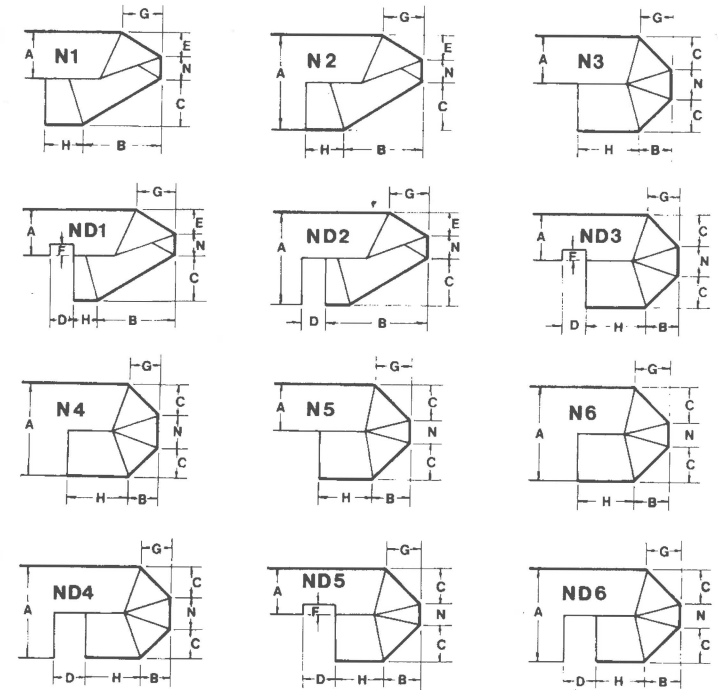 G G G
A N1 E N C A N2 E N C A N3 C N C
H B H B H B
G G G
A ND1 F E N C A ND2 E N C A ND3 F C N C
D H B D B D H B
G G G
A N4 C N C A N5 C N C A N6 C N C
H B H B H B
G G G
A ND4 C N C A ND5 F C N C A ND6 C N C
D H B D H B D H B